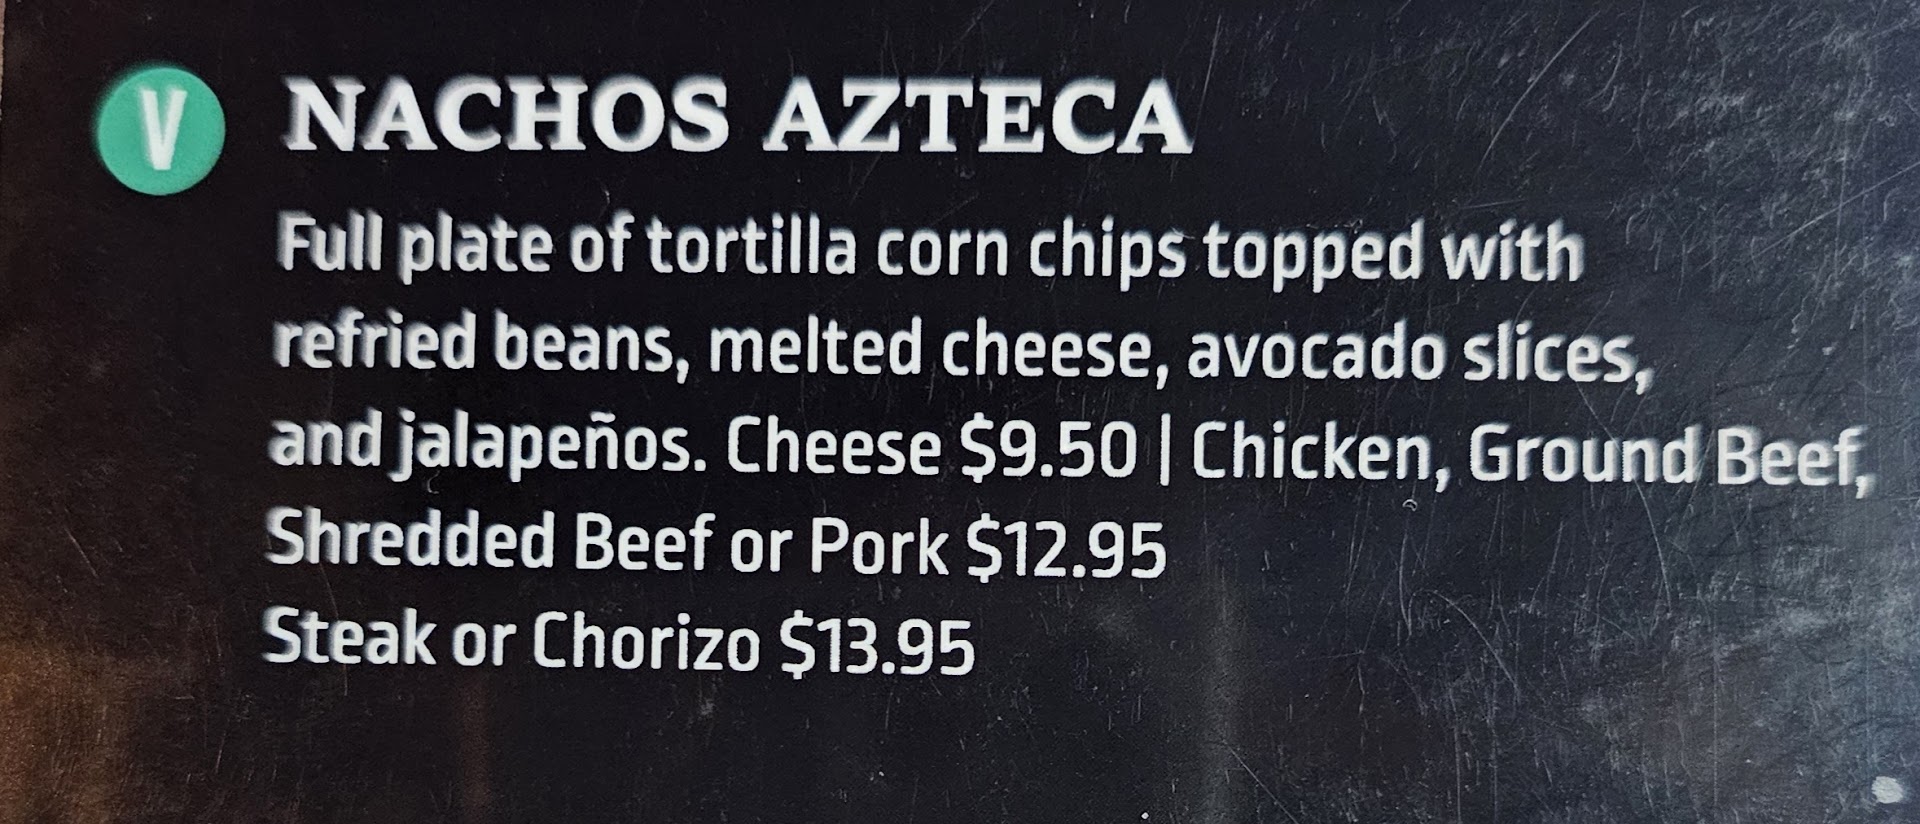 V NACHOS AZTECA
Full plate of tortilla corn chips topped with
refried beans, melted cheese, avocado slices,
and jalapeños. Cheese $9.50 | Chicken, Ground Beef,
Shredded Beef or Pork $12.95
Steak or Chorizo $13.95